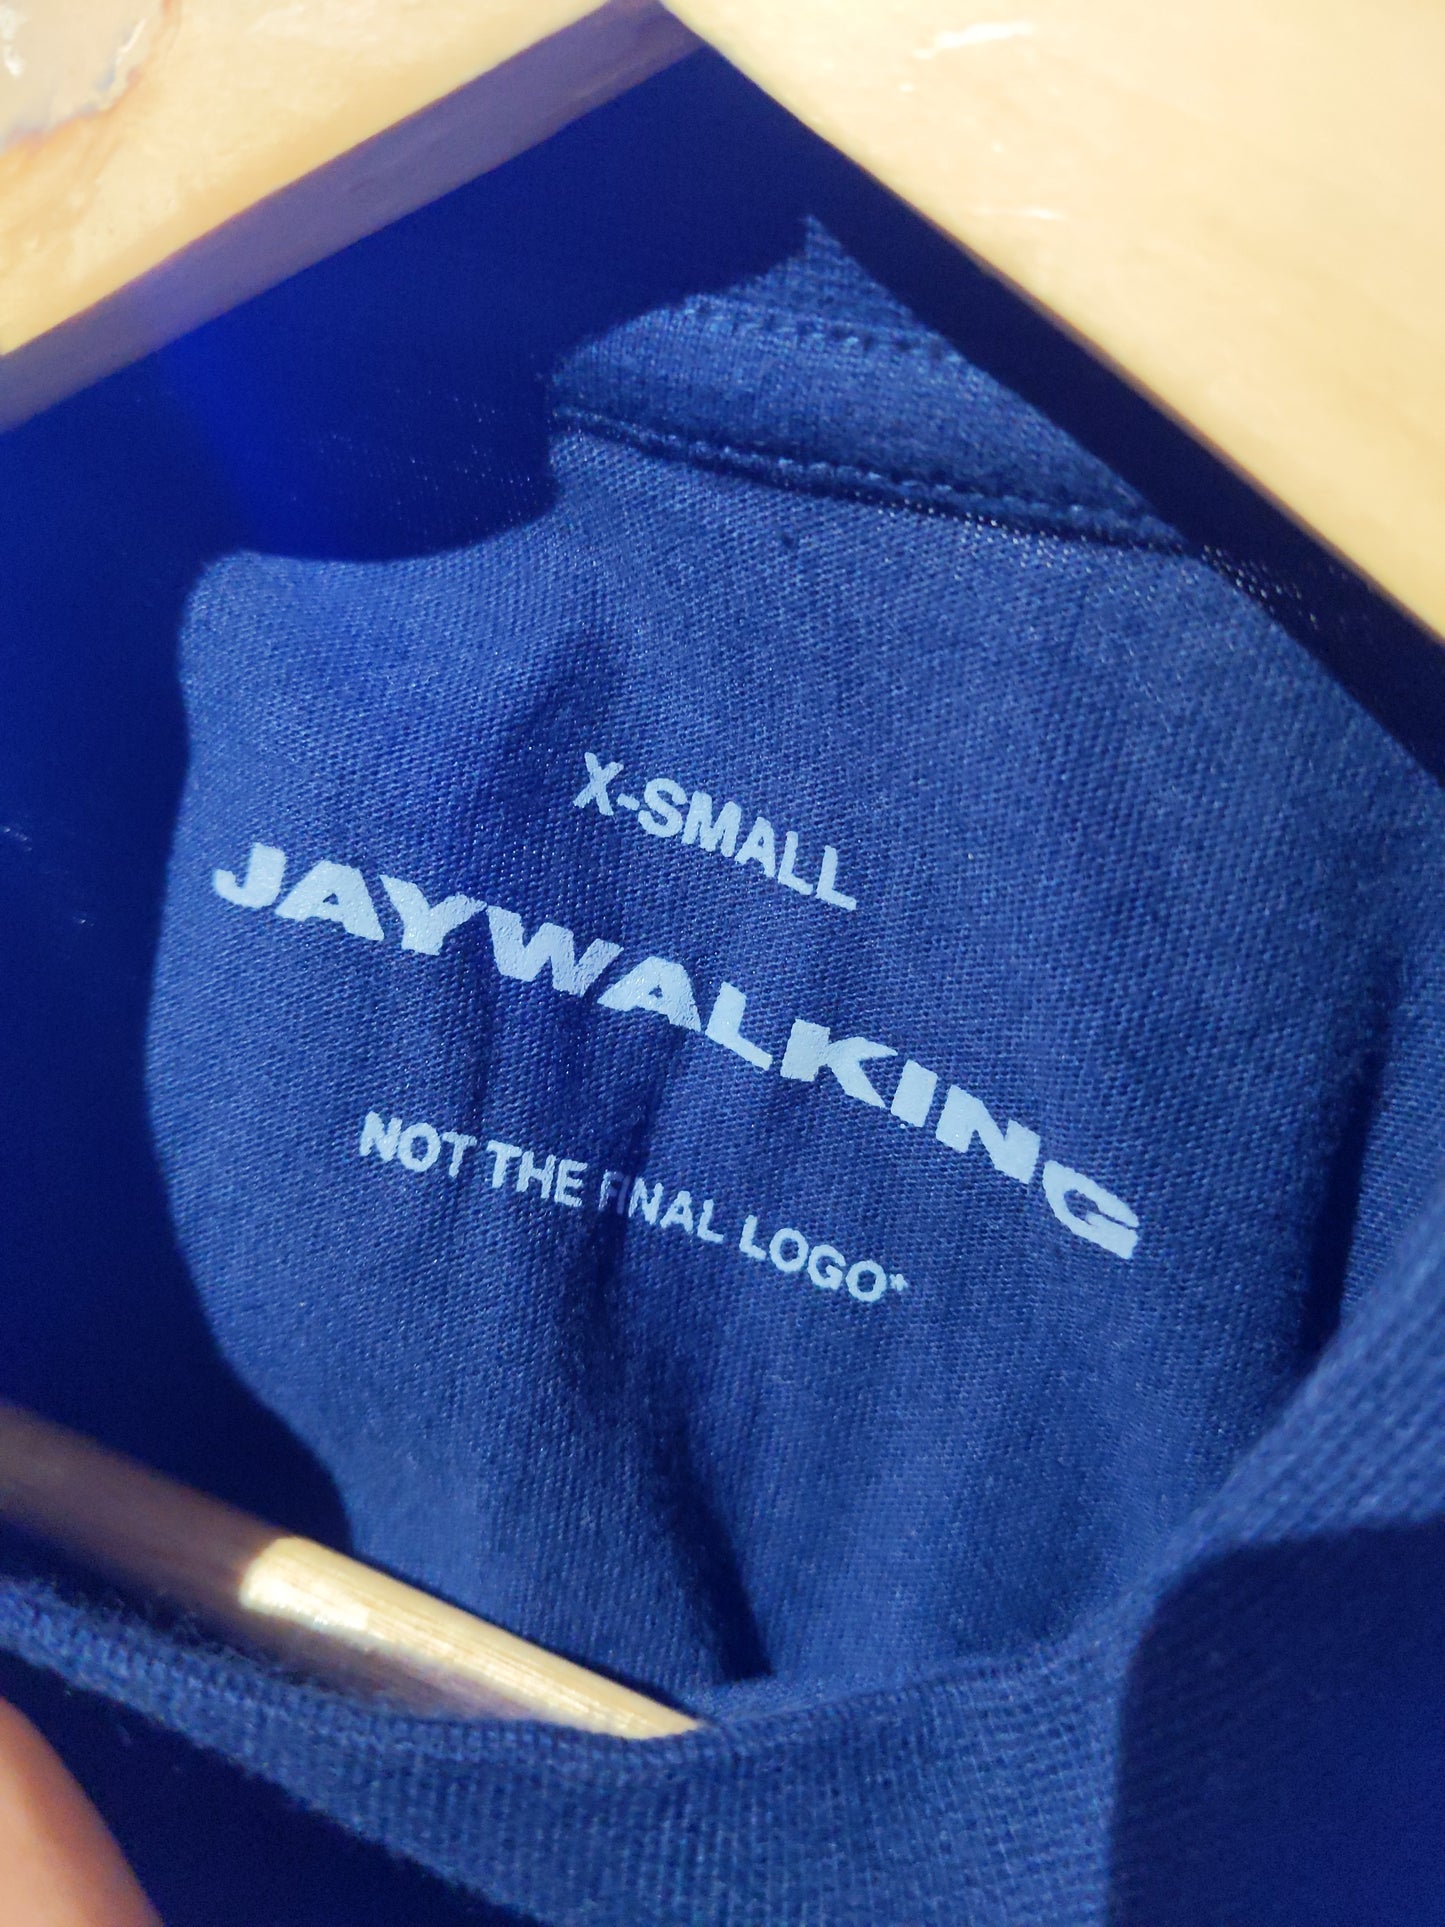 X-SMALL
JAYWALKING
NOT THE FINAL LOGO*